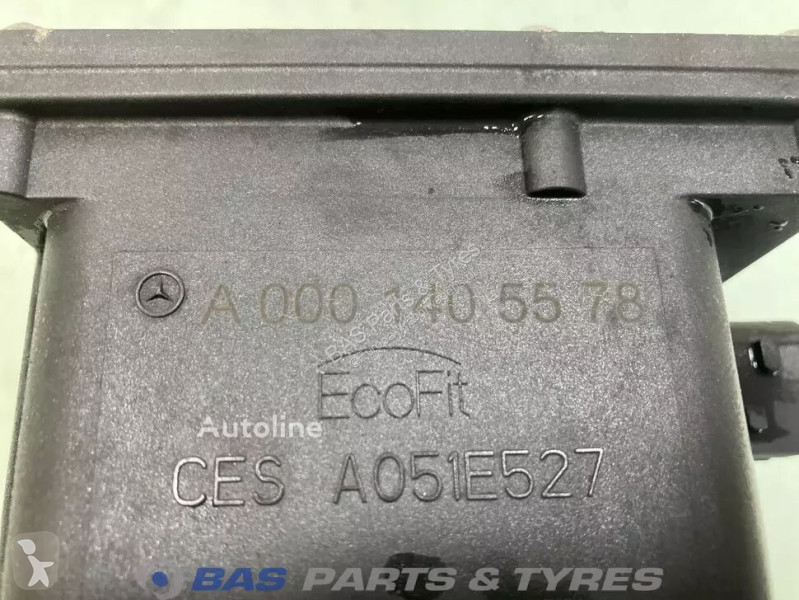 A 000 140 55 78
EcoFit
Autoline
CES A051E527
BAS PARTS & TYRES